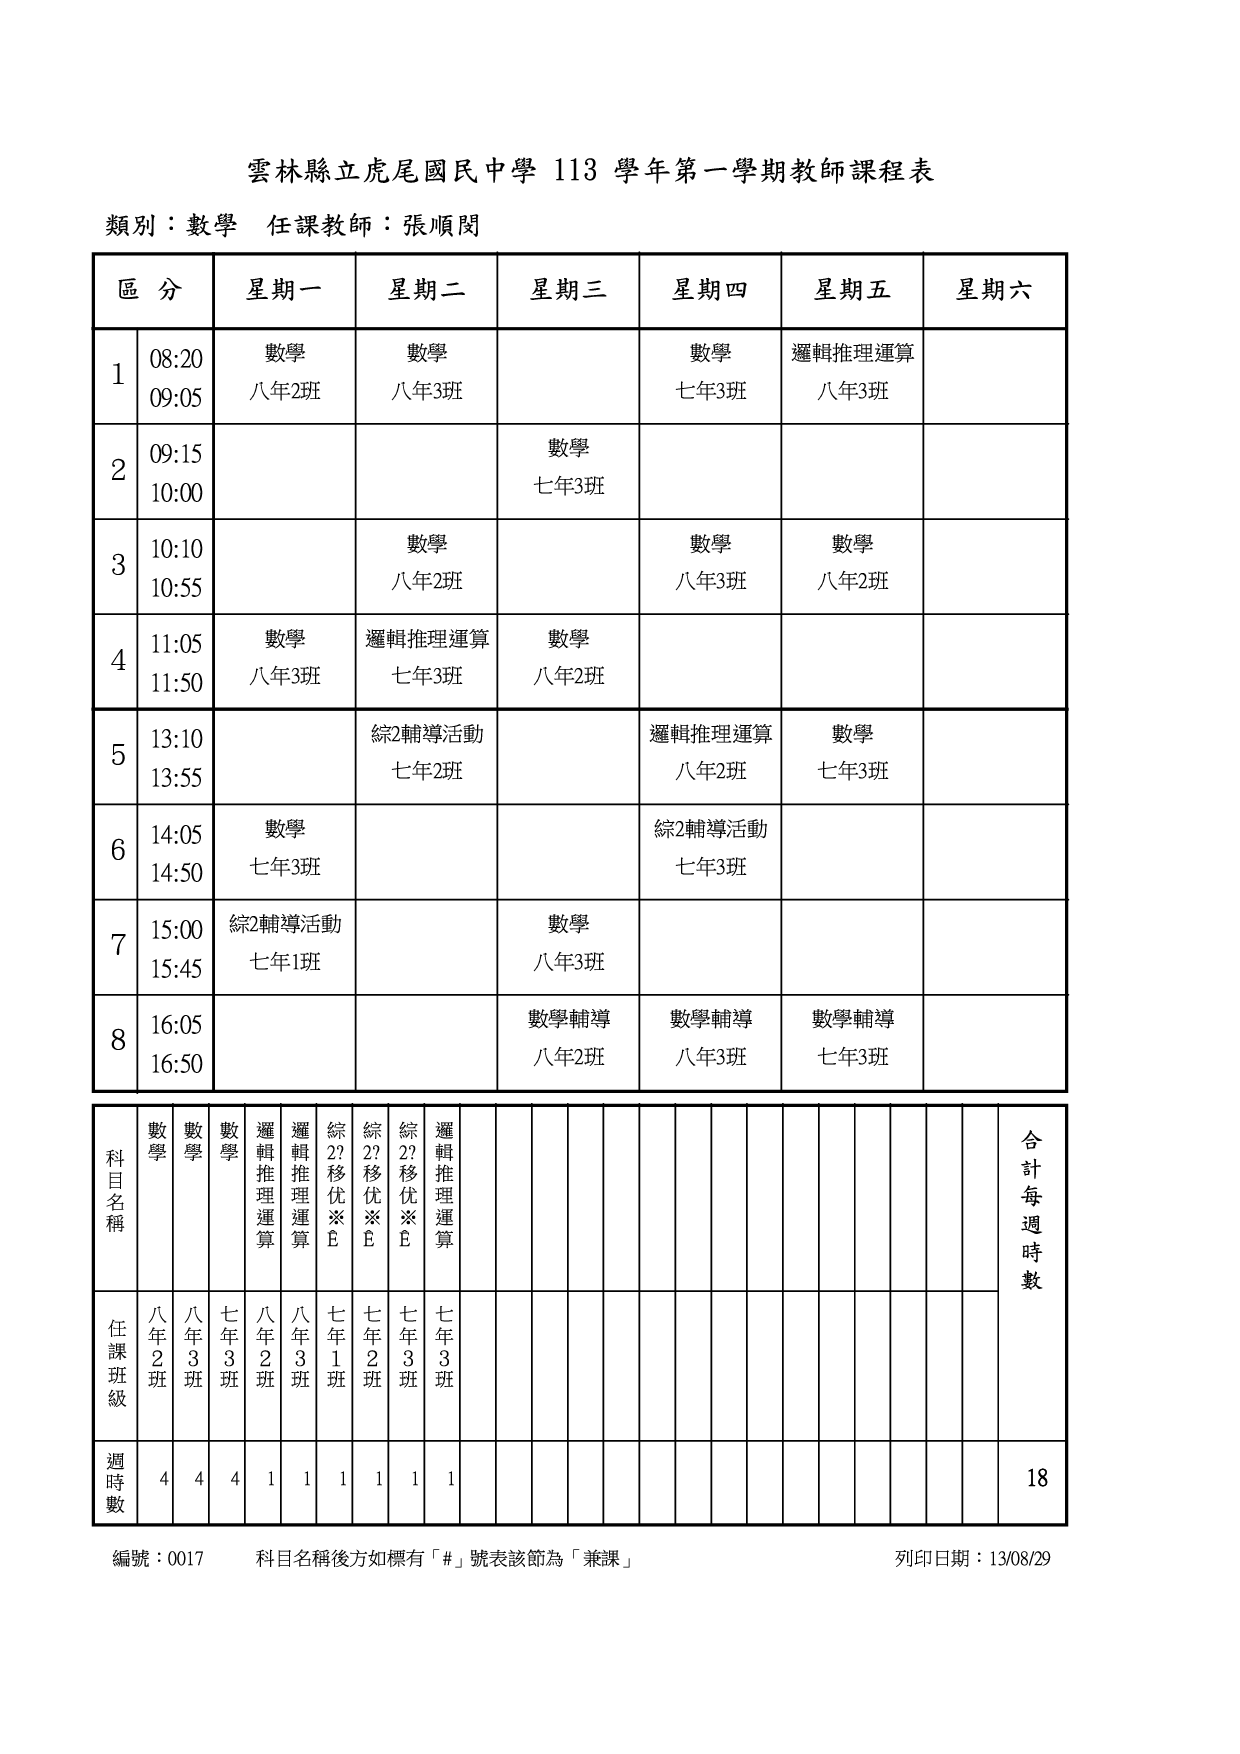 雲林縣立虎尾國民中學 113 學年第一學期教師課程表
類別：數學 任課教師：張順閔
區 分 星期一 星期二 星期三 星期四 星期五 星期六
1 08:20 數學 數學 數學 邏輯推理運算
09:05 八年2班 八年3班 七年3班 八年3班
2 09:15 數學
10:00 七年3班
3 10:10 數學 數學 數學
10:55 八年2班 八年3班 八年2班
4 11:05 數學 邏輯推理運算 數學
11:50 八年3班 七年3班 八年2班
5 13:10 綜2輔導活動 邏輯推理運算 數學
13:55 七年2班 八年2班 七年3班
6 14:05 數學 綜2輔導活動
14:50 七年3班 七年3班
7 15:00 綜2輔導活動 數學
15:45 七年1班 八年3班
8 16:05 數學輔導 數學輔導 數學輔導
16:50 八年2班 八年3班 七年3班
科目名稱 數學 數學 數學 邏輯推理運算 邏輯推理運算 綜2?移优※Ê 綜2?移优※Ê 綜2?移优※Ê 邏輯推理運算 合計每週時數
任課班級 八年2班 八年3班 七年3班 八年2班 八年3班 七年1班 七年2班 七年3班 七年3班
週時數 4 4 4 1 1 1 1 1 1 18
編號：0017 科目名稱後方如標有「#」號表該節為「兼課」 列印日期：13/08/29